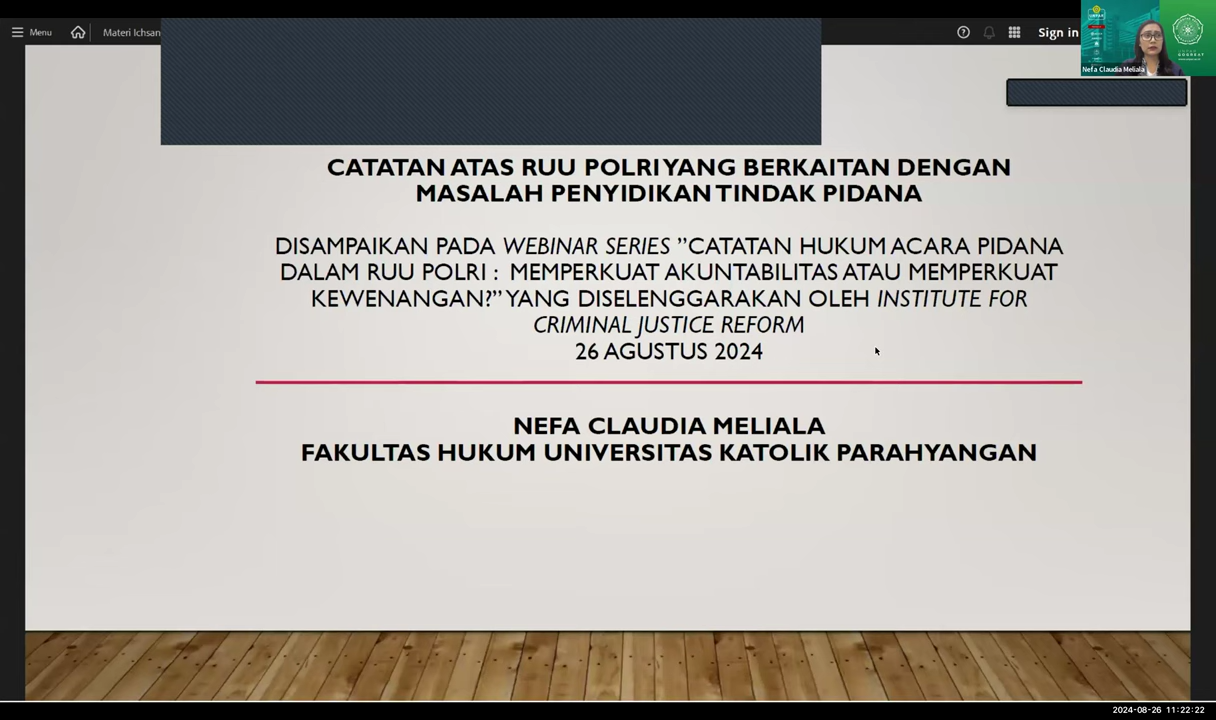 Menu
Materi Ichsan
Sign in
Nefa Claudia Meliala
CATATAN ATAS RUU POLRI YANG BERKAITAN DENGAN
MASALAH PENYIDIKAN TINDAK PIDANA
DISAMPAIKAN PADA WEBINAR SERIES ”CATATAN HUKUM ACARA PIDANA
DALAM RUU POLRI : MEMPERKUAT AKUNTABILITAS ATAU MEMPERKUAT
KEWENANGAN?” YANG DISELENGGARAKAN OLEH INSTITUTE FOR
CRIMINAL JUSTICE REFORM
26 AGUSTUS 2024
NEFA CLAUDIA MELIALA
FAKULTAS HUKUM UNIVERSITAS KATOLIK PARAHYANGAN
2024-08-26 11:22:22